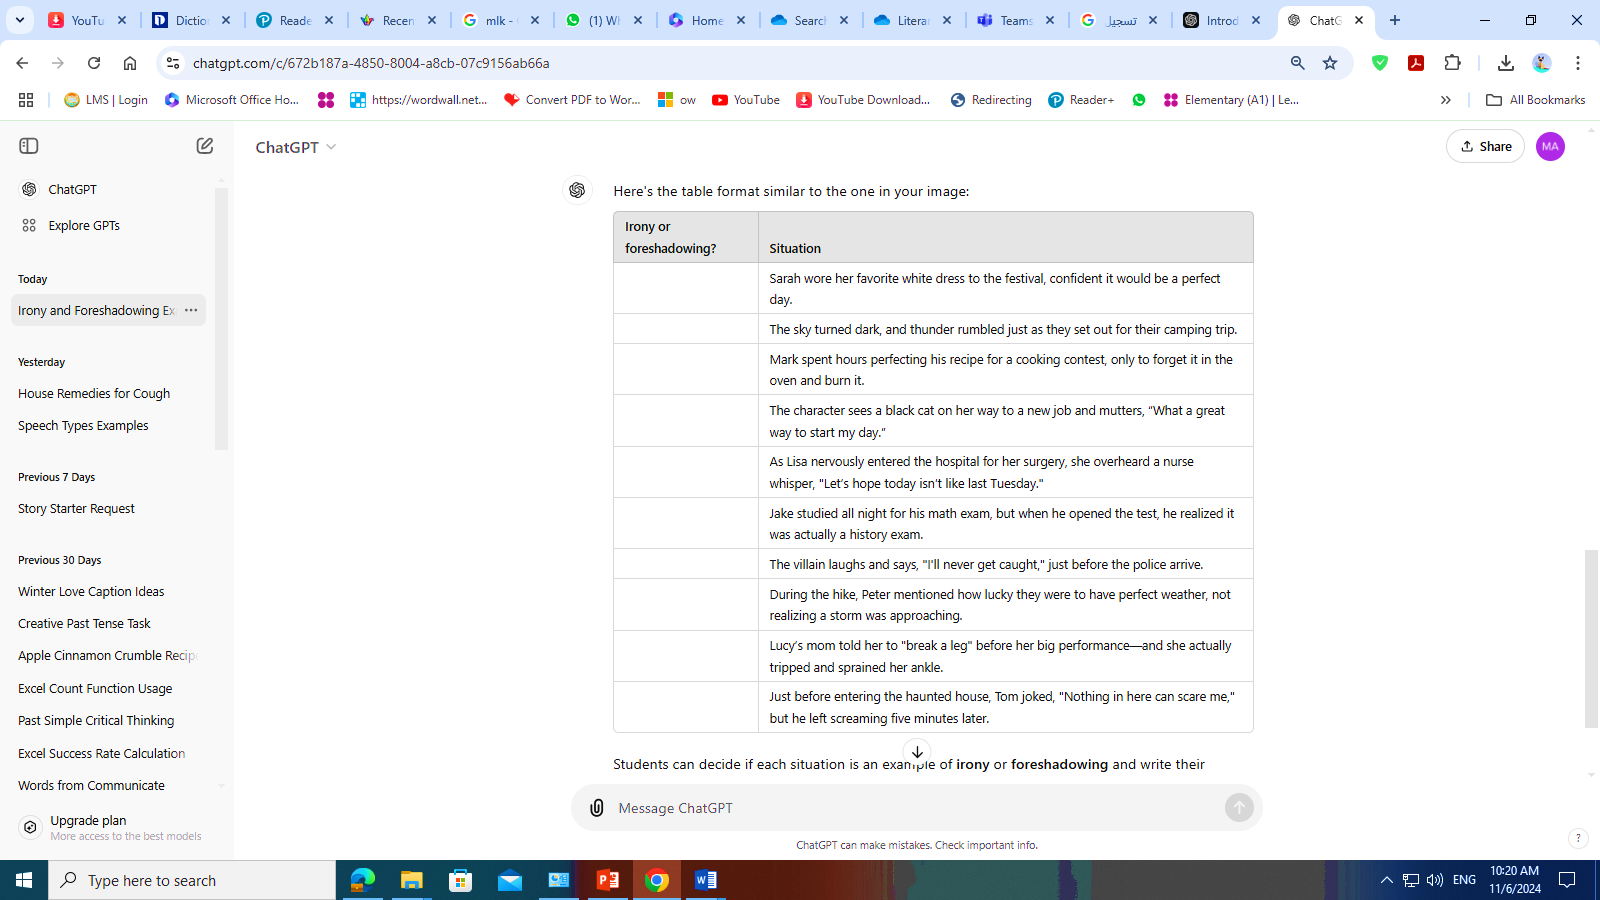 YouTu
Diction
Reade
Recen
mlk -
(1) Wh
Home
Search
Literar
Teams
تسجيل
Introd
ChatG
chatgpt.com/c/672b187a-4850-8004-a8cb-07c9156ab66a
LMS | Login
Microsoft Office Ho...
https://wordwall.net...
Convert PDF to Wor...
ow
YouTube
YouTube Download...
Redirecting
Reader+
Elementary (A1) | Le...
All Bookmarks
ChatGPT
Share
MA
ChatGPT
Explore GPTs
Today
Irony and Foreshadowing Ex
Yesterday
House Remedies for Cough
Speech Types Examples
Previous 7 Days
Story Starter Request
Previous 30 Days
Winter Love Caption Ideas
Creative Past Tense Task
Apple Cinnamon Crumble Recipe
Excel Count Function Usage
Past Simple Critical Thinking
Excel Success Rate Calculation
Words from Communicate
Upgrade plan
More access to the best models
Here's the table format similar to the one in your image:
Irony or
foreshadowing?
Situation
Sarah wore her favorite white dress to the festival, confident it would be a perfect
day.
The sky turned dark, and thunder rumbled just as they set out for their camping trip.
Mark spent hours perfecting his recipe for a cooking contest, only to forget it in the
oven and burn it.
The character sees a black cat on her way to a new job and mutters, “What a great
way to start my day.”
As Lisa nervously entered the hospital for her surgery, she overheard a nurse
whisper, "Let’s hope today isn’t like last Tuesday."
Jake studied all night for his math exam, but when he opened the test, he realized it
was actually a history exam.
The villain laughs and says, "I'll never get caught," just before the police arrive.
During the hike, Peter mentioned how lucky they were to have perfect weather, not
realizing a storm was approaching.
Lucy’s mom told her to "break a leg" before her big performance—and she actually
tripped and sprained her ankle.
Just before entering the haunted house, Tom joked, "Nothing in here can scare me,"
but he left screaming five minutes later.
Students can decide if each situation is an example of irony or foreshadowing and write their
Message ChatGPT
ChatGPT can make mistakes. Check important info.
?
Type here to search
ENG
10:20 AM
11/6/2024